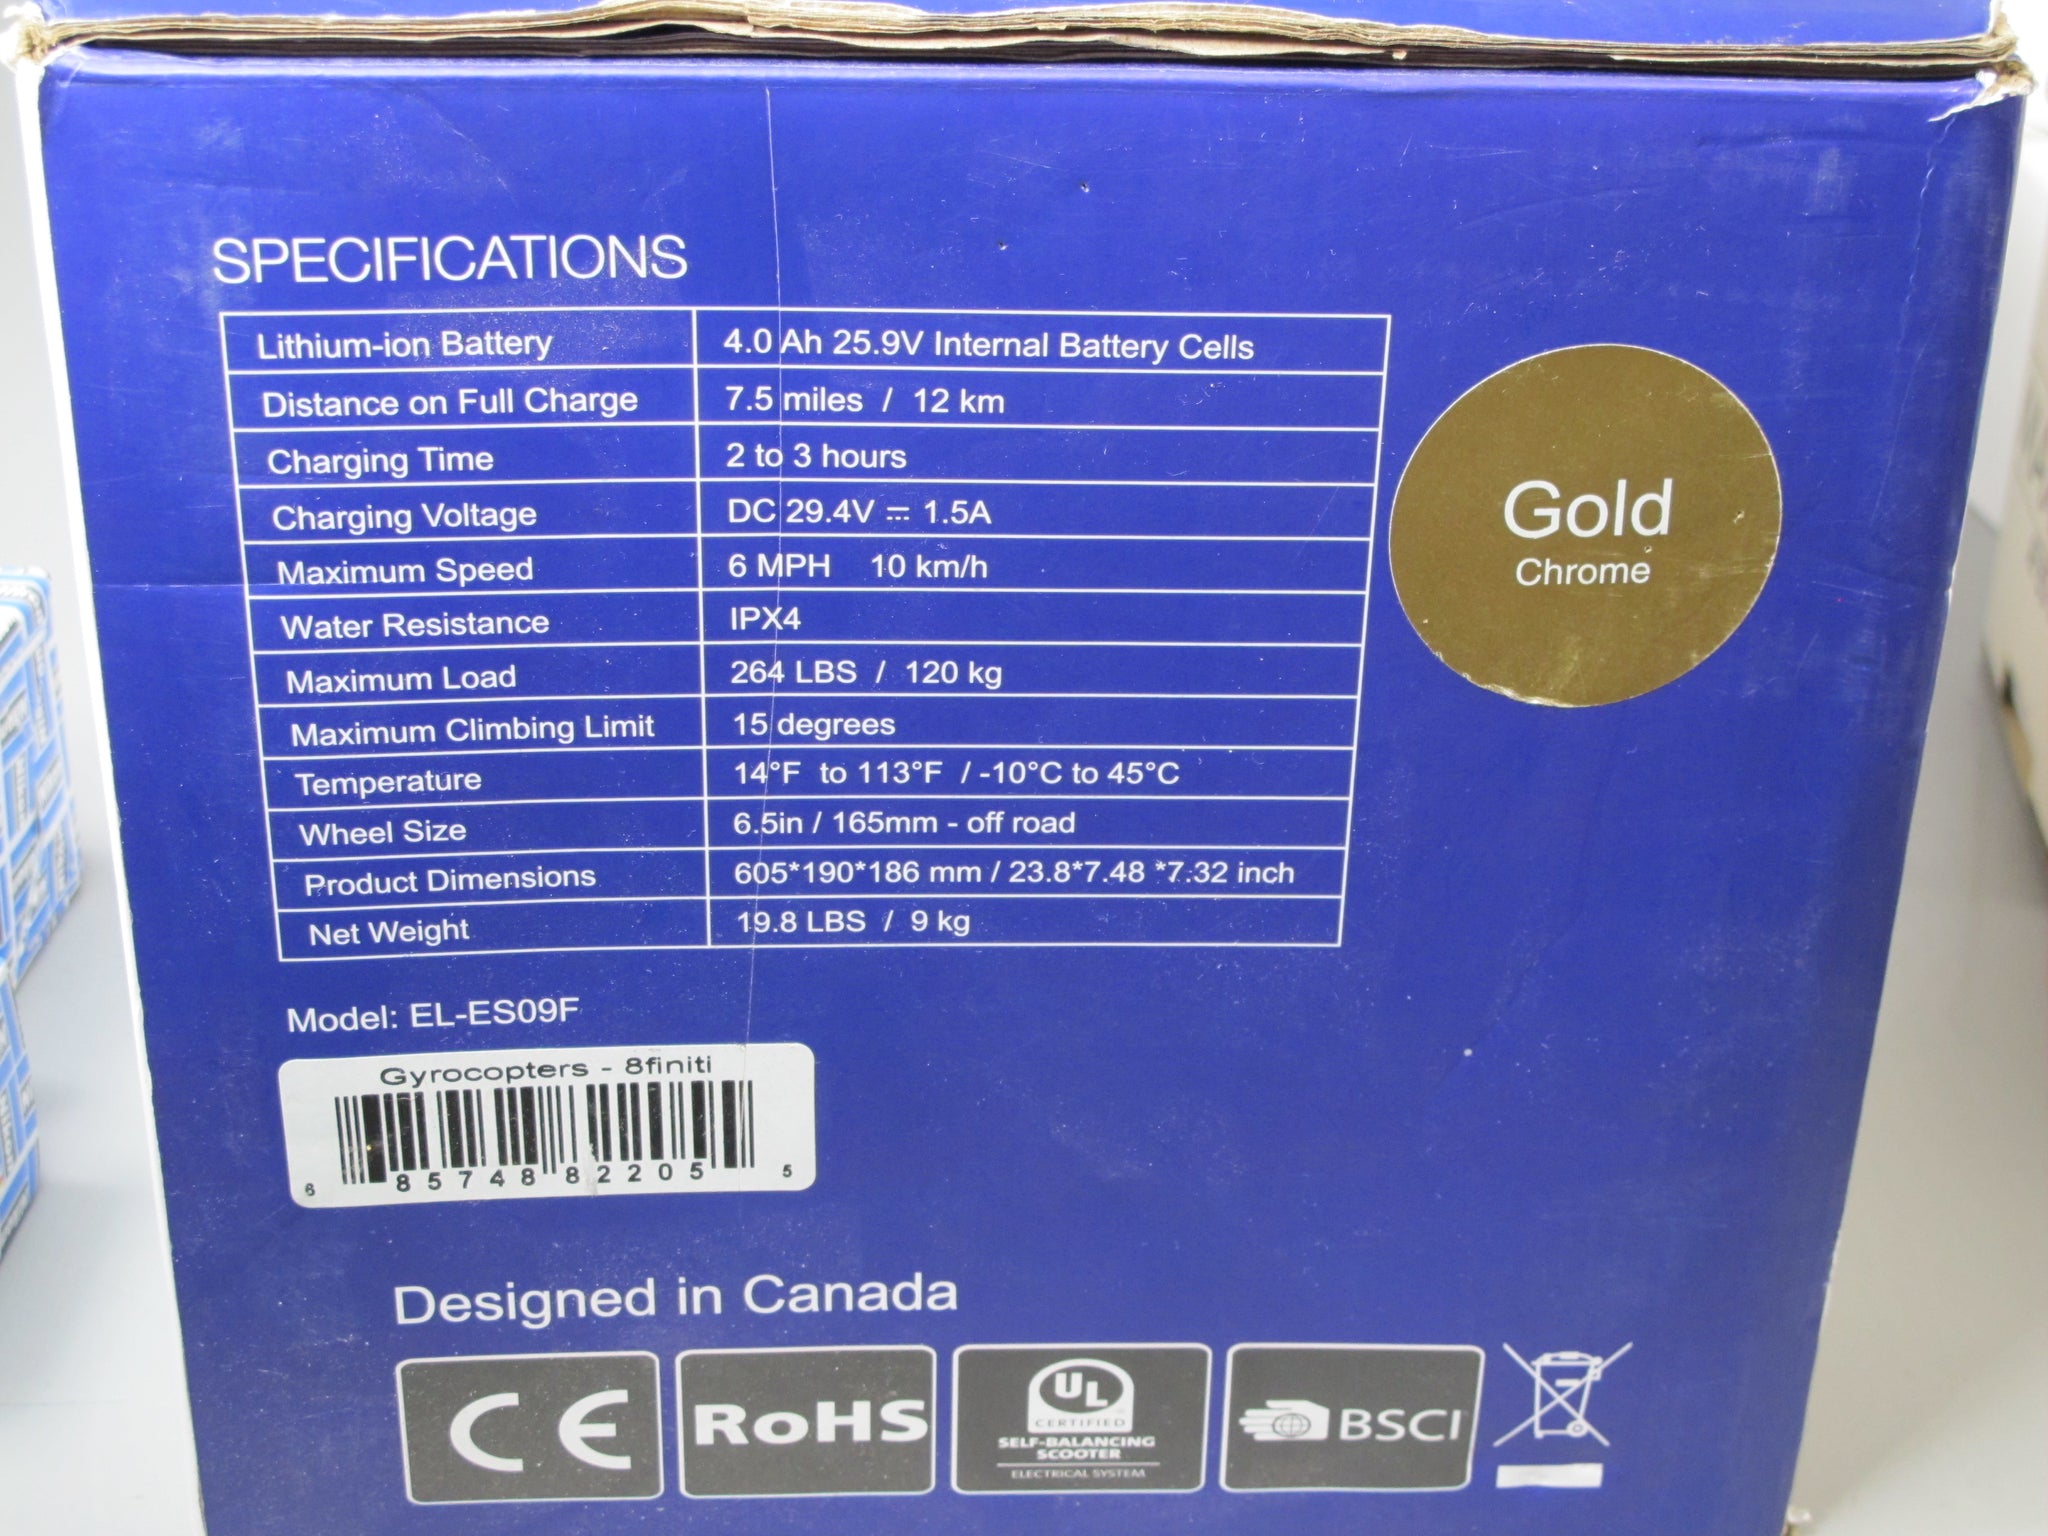 SPECIFICATIONS
Lithium-ion Battery 4.0 Ah 25.9V Internal Battery Cells
Distance on Full Charge 7.5 miles / 12 km
Charging Time 2 to 3 hours
Charging Voltage DC 29.4V ⎓ 1.5A
Maximum Speed 6 MPH 10 km/h
Water Resistance IPX4
Maximum Load 264 LBS / 120 kg
Maximum Climbing Limit 15 degrees
Temperature 14°F to 113°F / -10°C to 45°C
Wheel Size 6.5in / 165mm - off road
Product Dimensions 605*190*186 mm / 23.8*7.48 *7.32 inch
Net Weight 19.8 LBS / 9 kg
Gold
Chrome
Model: EL-ES09F
Gyrocopters - 8finiti
6 85748 82205 5
Designed in Canada
CE
RoHS
UL
CERTIFIED
SELF-BALANCING
SCOOTER
ELECTRICAL SYSTEM
BSCI